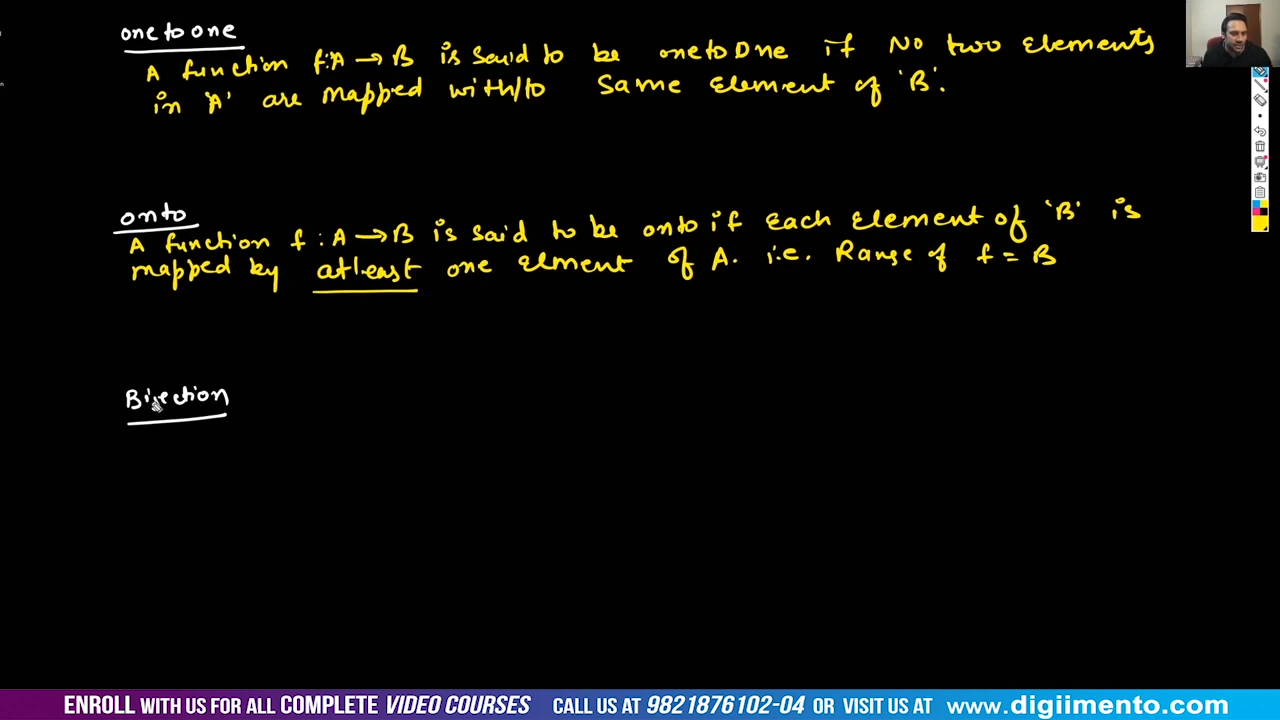 one to one
A function f: A → B is said to be one to One if No two Elements
in 'A' are mapped with/to Same Element of 'B'.
onto
A function f : A → B is said to be onto if Each Element of 'B' is
mapped by atleast one Elment of A. i.e. Range of f = B
Bijection
ENROLL WITH US FOR ALL COMPLETE VIDEO COURSES CALL US AT 9821876102-04 OR VISIT US AT www.digiimento.com